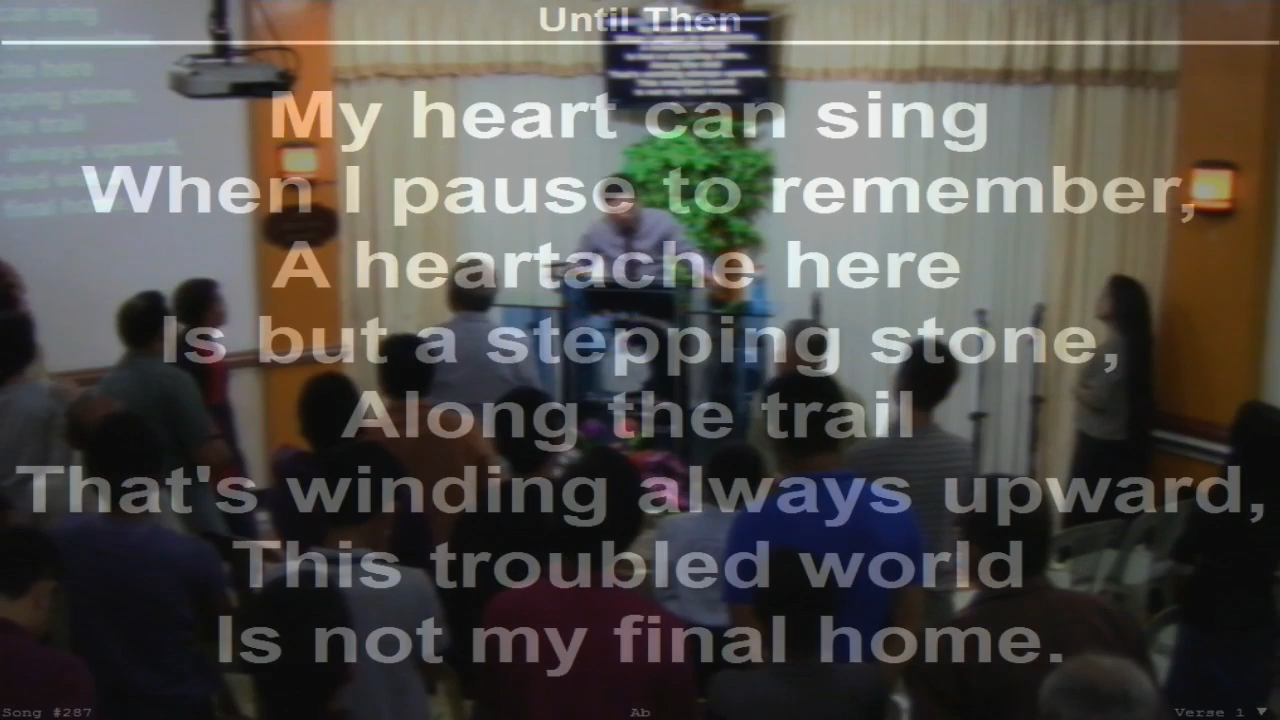 Until Then
My heart can sing
When I pause to remember,
A heartache here
Is but a stepping stone,
Along the trail
That's winding always upward,
This troubled world
Is not my final home.
Song #287
Ab
Verse 1 ▼